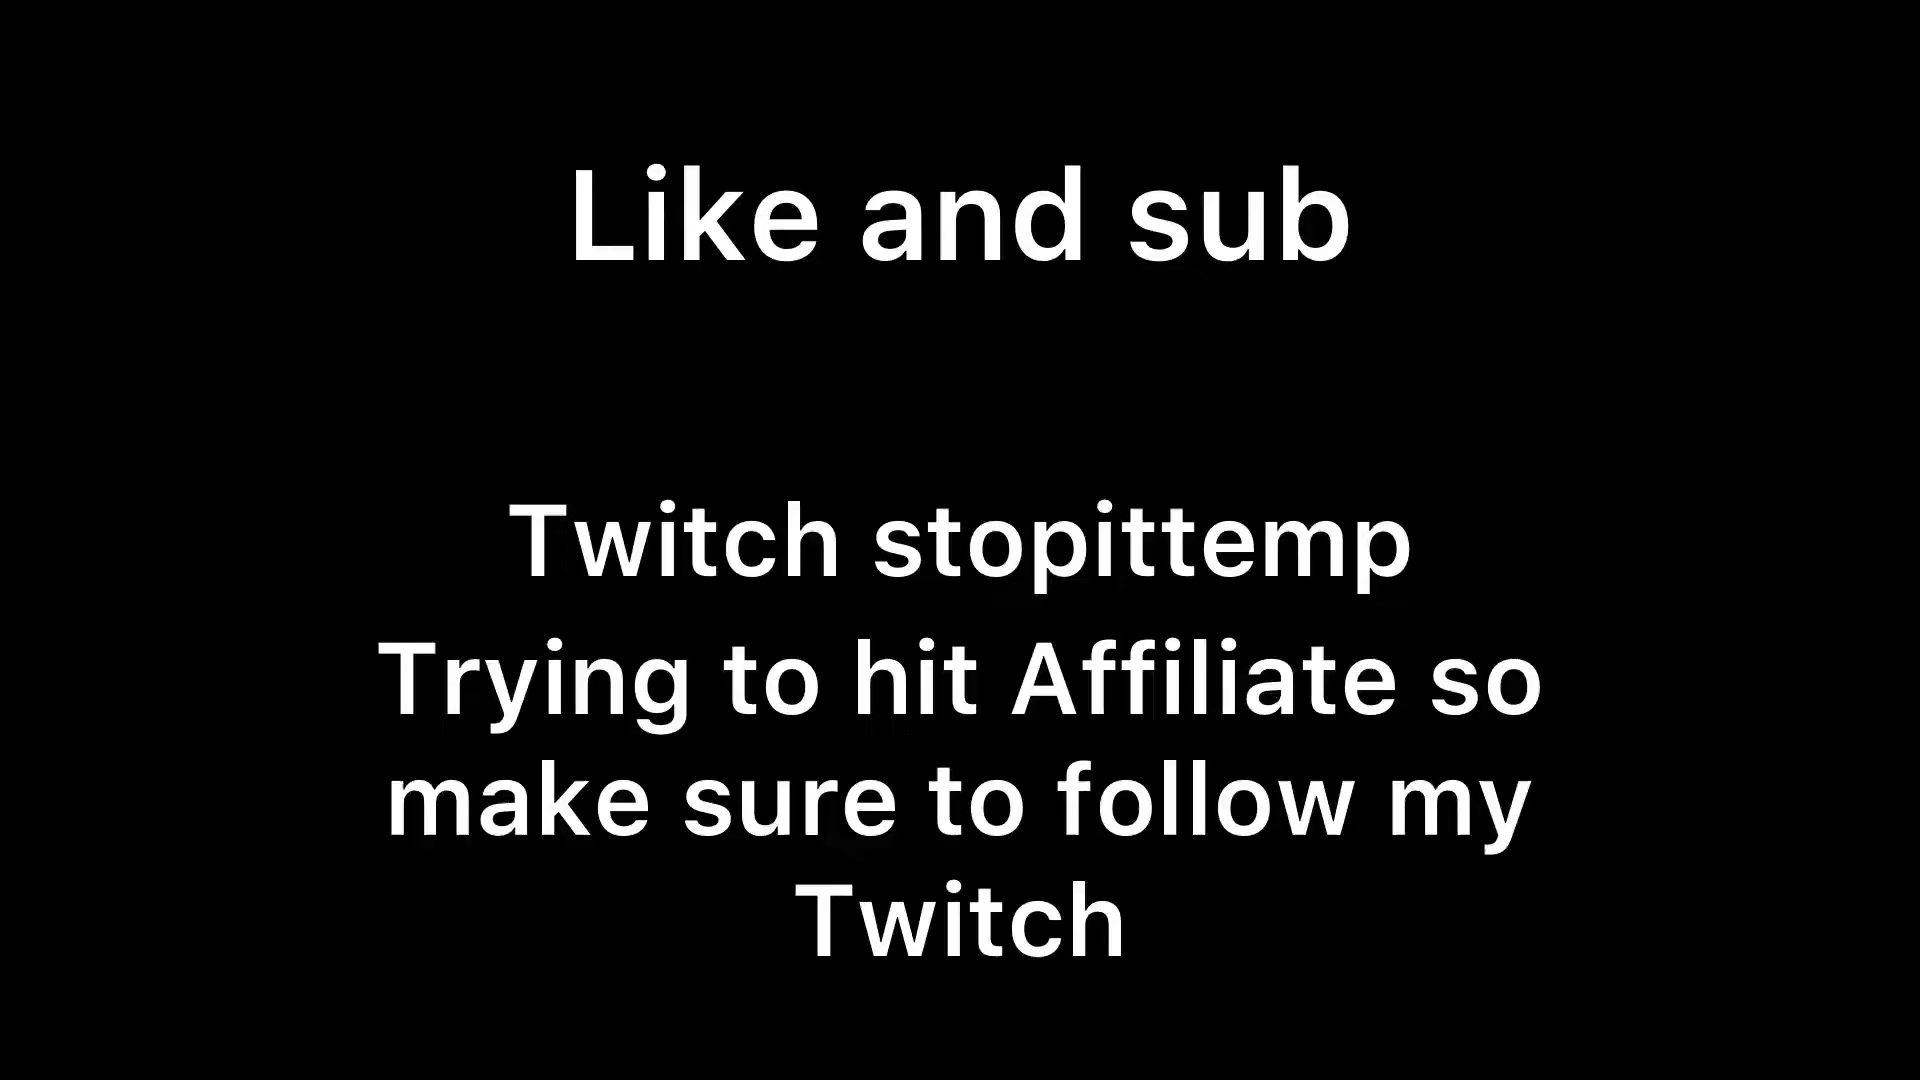 Like and sub
Twitch stopittemp
Trying to hit Affiliate so
make sure to follow my
Twitch